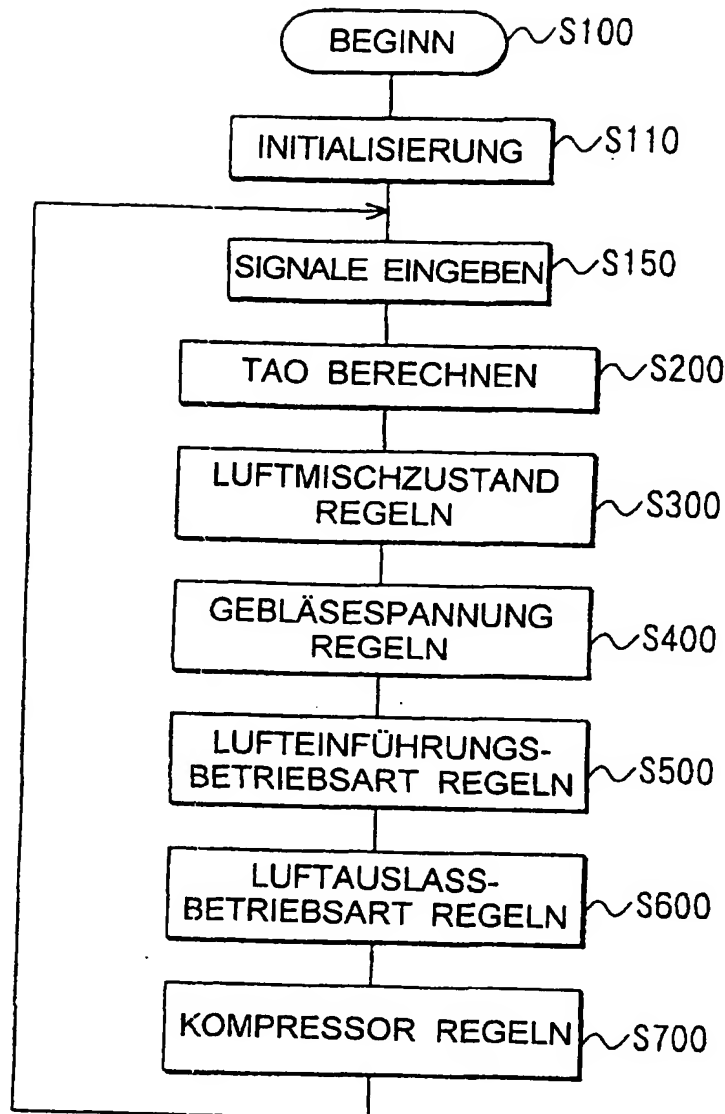 BEGINN S100
INITIALISIERUNG S110
SIGNALE EINGEBEN S150
TAO BERECHNEN S200
LUFTMISCHZUSTAND
REGELN S300
GEBLÄSESPANNUNG
REGELN S400
LUFTEINFÜHRUNGS-
BETRIEBSART REGELN S500
LUFTAUSLASS-
BETRIEBSART REGELN S600
KOMPRESSOR REGELN S700